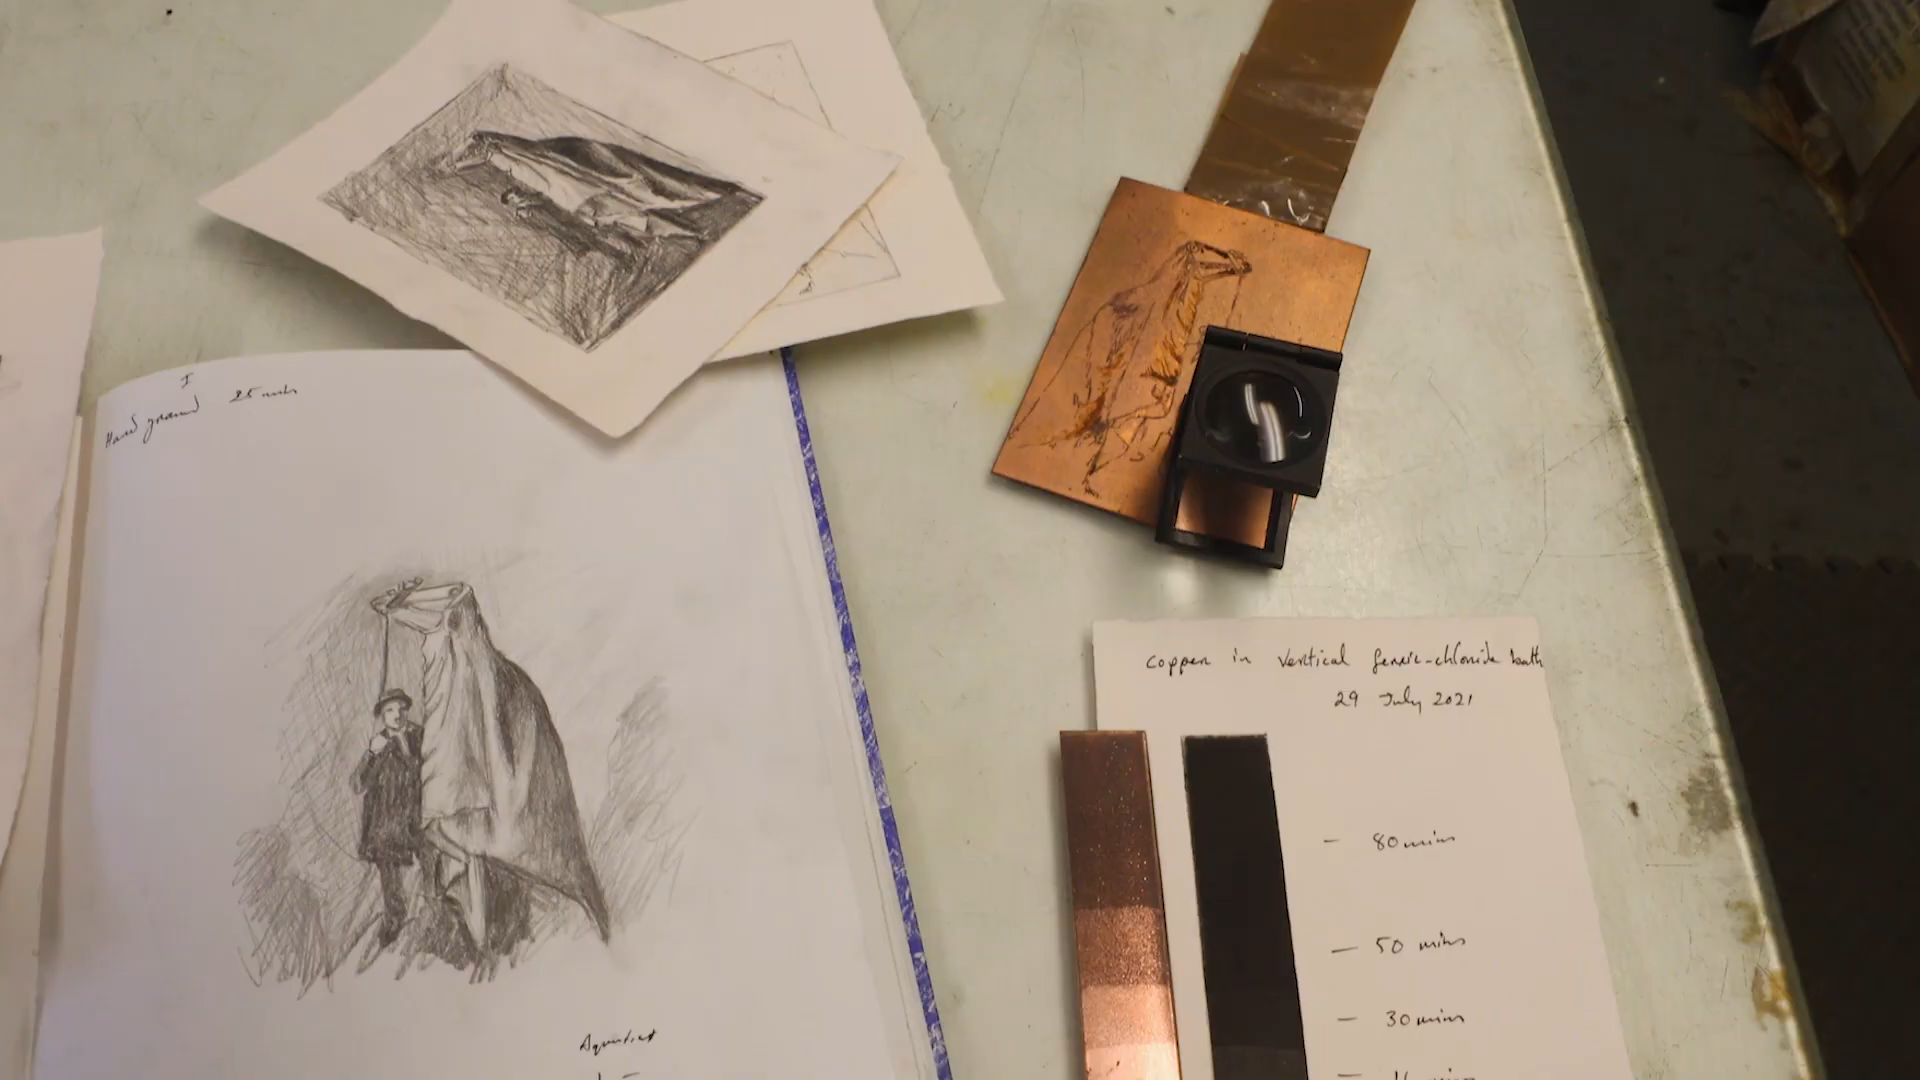 I
Hard ground 25 mins
Aquatint
Copper in vertical ferric-chloride bath
29 July 2021
— 80 mins
— 50 mins
— 30 mins